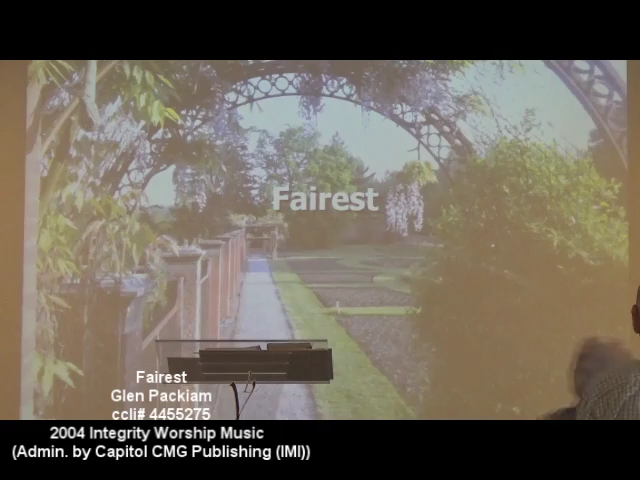 Fairest
Fairest
Glen Packiam
ccli# 4455275
2004 Integrity Worship Music
(Admin. by Capitol CMG Publishing (IMI))